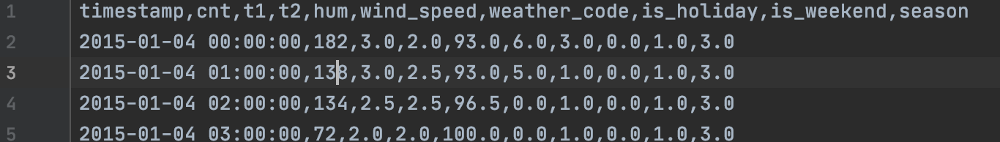 1 timestamp,cnt,t1,t2,hum,wind_speed,weather_code,is_holiday,is_weekend,season
2 2015-01-04 00:00:00,182,3.0,2.0,93.0,6.0,3.0,0.0,1.0,3.0
3 2015-01-04 01:00:00,138,3.0,2.5,93.0,5.0,1.0,0.0,1.0,3.0
4 2015-01-04 02:00:00,134,2.5,2.5,96.5,0.0,1.0,0.0,1.0,3.0
5 2015-01-04 03:00:00,72,2.0,2.0,100.0,0.0,1.0,0.0,1.0,3.0